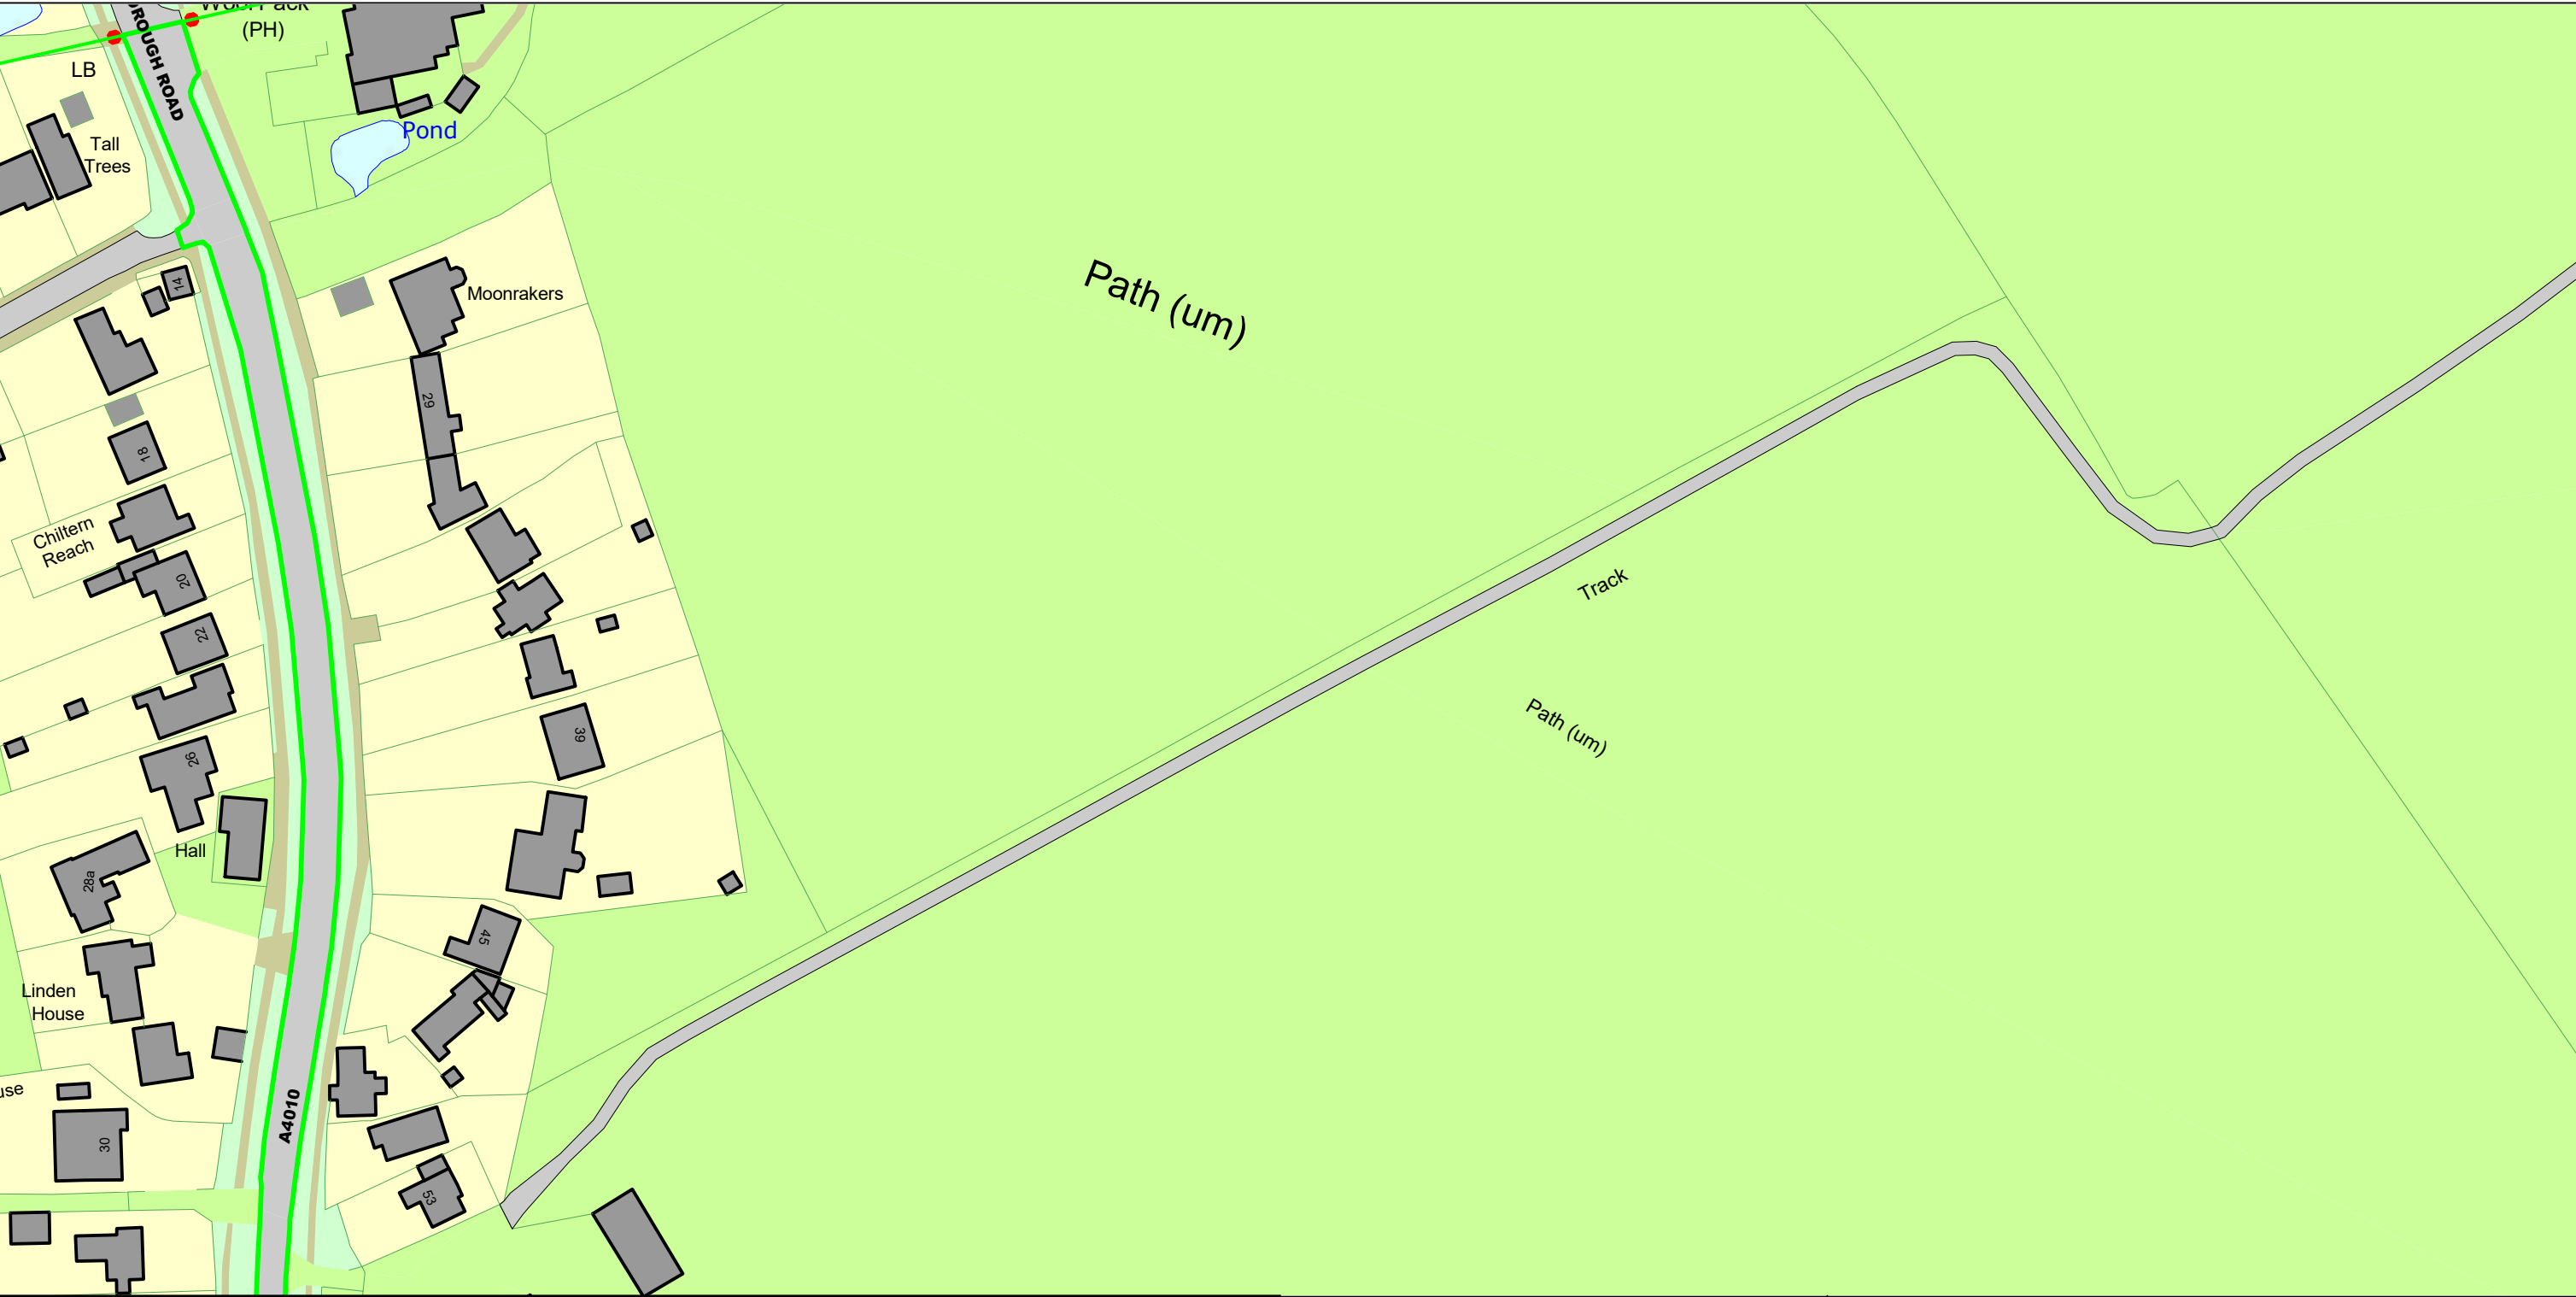 (PH)
LB
ROUGH ROAD
Pond
Tall
Trees
14
Moonrakers
Path (um)
29
18
Chiltern
Reach
20
22
Track
Path (um)
39
26
Hall
28a
45
Linden
House
A4010
30
53